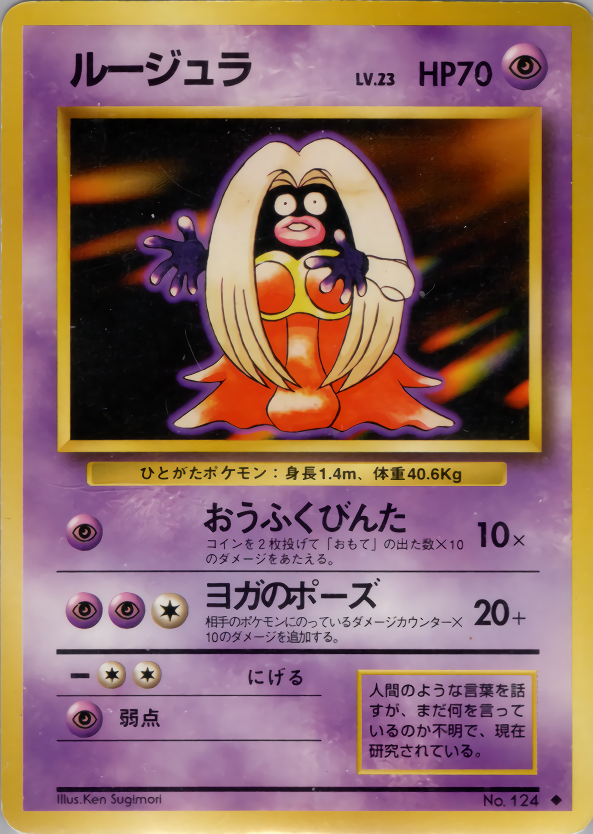 ルージュラ LV.23 HP70
ひとがたポケモン：身長1.4m、体重40.6Kg
おうふくびんた 10×
コインを2枚投げて「おもて」の出た数×10
のダメージをあたえる。
ヨガのポーズ 20+
相手のポケモンにのっているダメージカウンター×
10のダメージを追加する。
にげる
弱点
人間のような言葉を話
すが、まだ何を言って
いるのか不明で、現在
研究されている。
Illus.Ken Sugimori No. 124